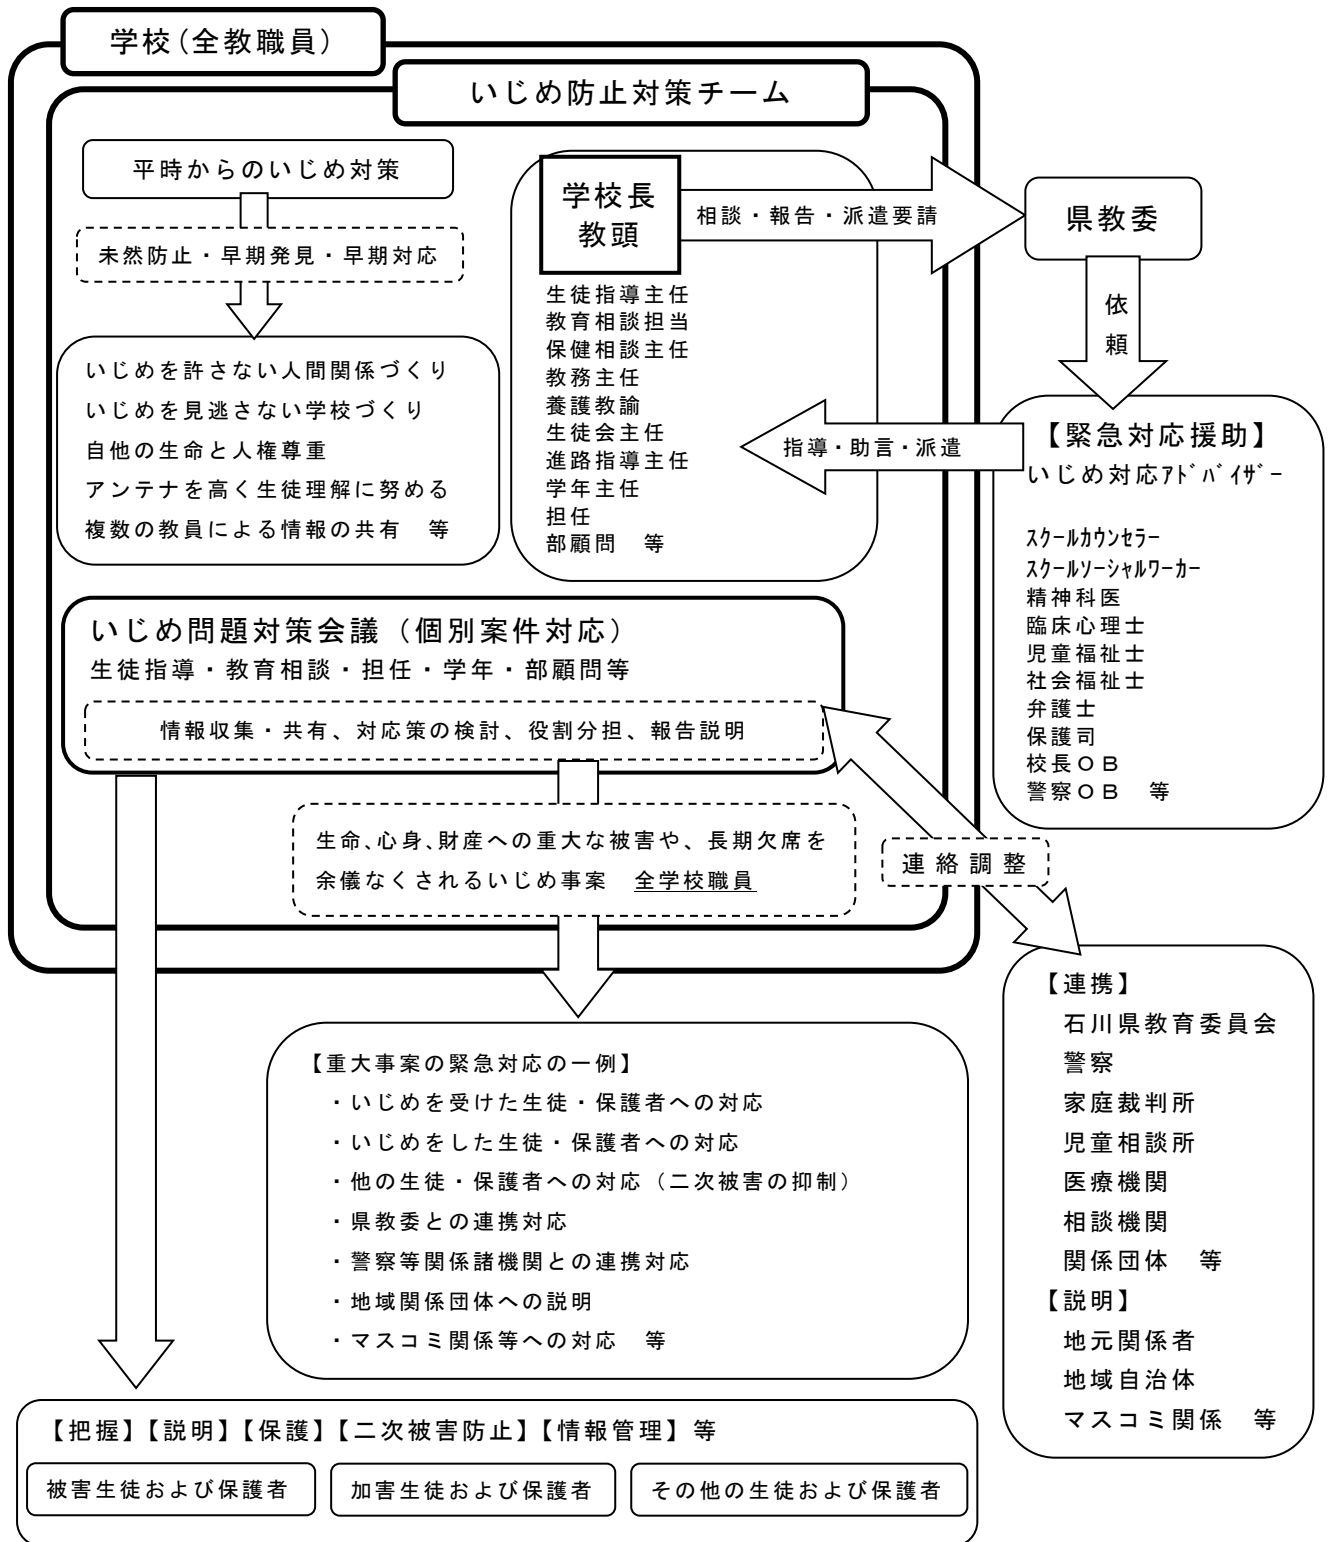 学校(全教職員)
いじめ防止対策チーム
平時からのいじめ対策
未然防止・早期発見・早期対応
いじめを許さない人間関係づくり
いじめを見逃さない学校づくり
自他の生命と人権尊重
アンテナを高く生徒理解に努める
複数の教員による情報の共有　等
学校長
教頭
生徒指導主任
教育相談担当
保健相談主任
教務主任
養護教諭
生徒会主任
進路指導主任
学年主任
担任
部顧問　等
相談・報告・派遣要請
県教委
依
頼
指導・助言・派遣
【緊急対応援助】
いじめ対応ｱﾄﾞﾊﾞｲｻﾞｰ
ｽｸｰﾙｶｳﾝｾﾗｰ
ｽｸｰﾙｿｰｼｬﾙﾜｰｶｰ
精神科医
臨床心理士
児童福祉士
社会福祉士
弁護士
保護司
校長ＯＢ
警察ＯＢ　等
いじめ問題対策会議（個別案件対応）
生徒指導・教育相談・担任・学年・部顧問等
情報収集・共有、対応策の検討、役割分担、報告説明
生命、心身、財産への重大な被害や、長期欠席を
余儀なくされるいじめ事案　全学校職員
連絡調整
【連携】
石川県教育委員会
警察
家庭裁判所
児童相談所
医療機関
相談機関
関係団体　等
【説明】
地元関係者
地域自治体
マスコミ関係　等
【重大事案の緊急対応の一例】
・いじめを受けた生徒・保護者への対応
・いじめをした生徒・保護者への対応
・他の生徒・保護者への対応（二次被害の抑制）
・県教委との連携対応
・警察等関係諸機関との連携対応
・地域関係団体への説明
・マスコミ関係等への対応　等
【把握】【説明】【保護】【二次被害防止】【情報管理】等
被害生徒および保護者
加害生徒および保護者
その他の生徒および保護者